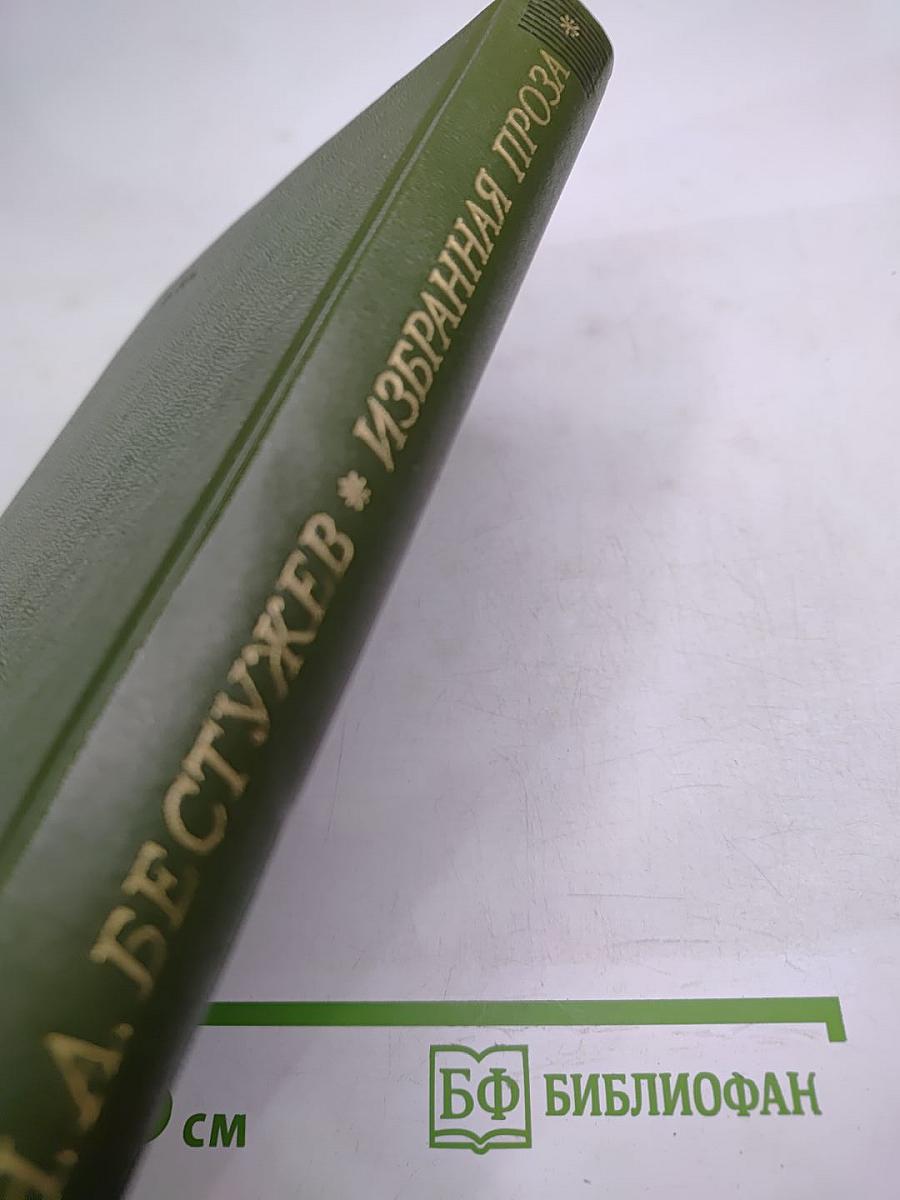 Н. А. БЕСТУЖЕВ * ИЗБРАННАЯ ПРОЗА *
см
БФ БИБЛИОФАН